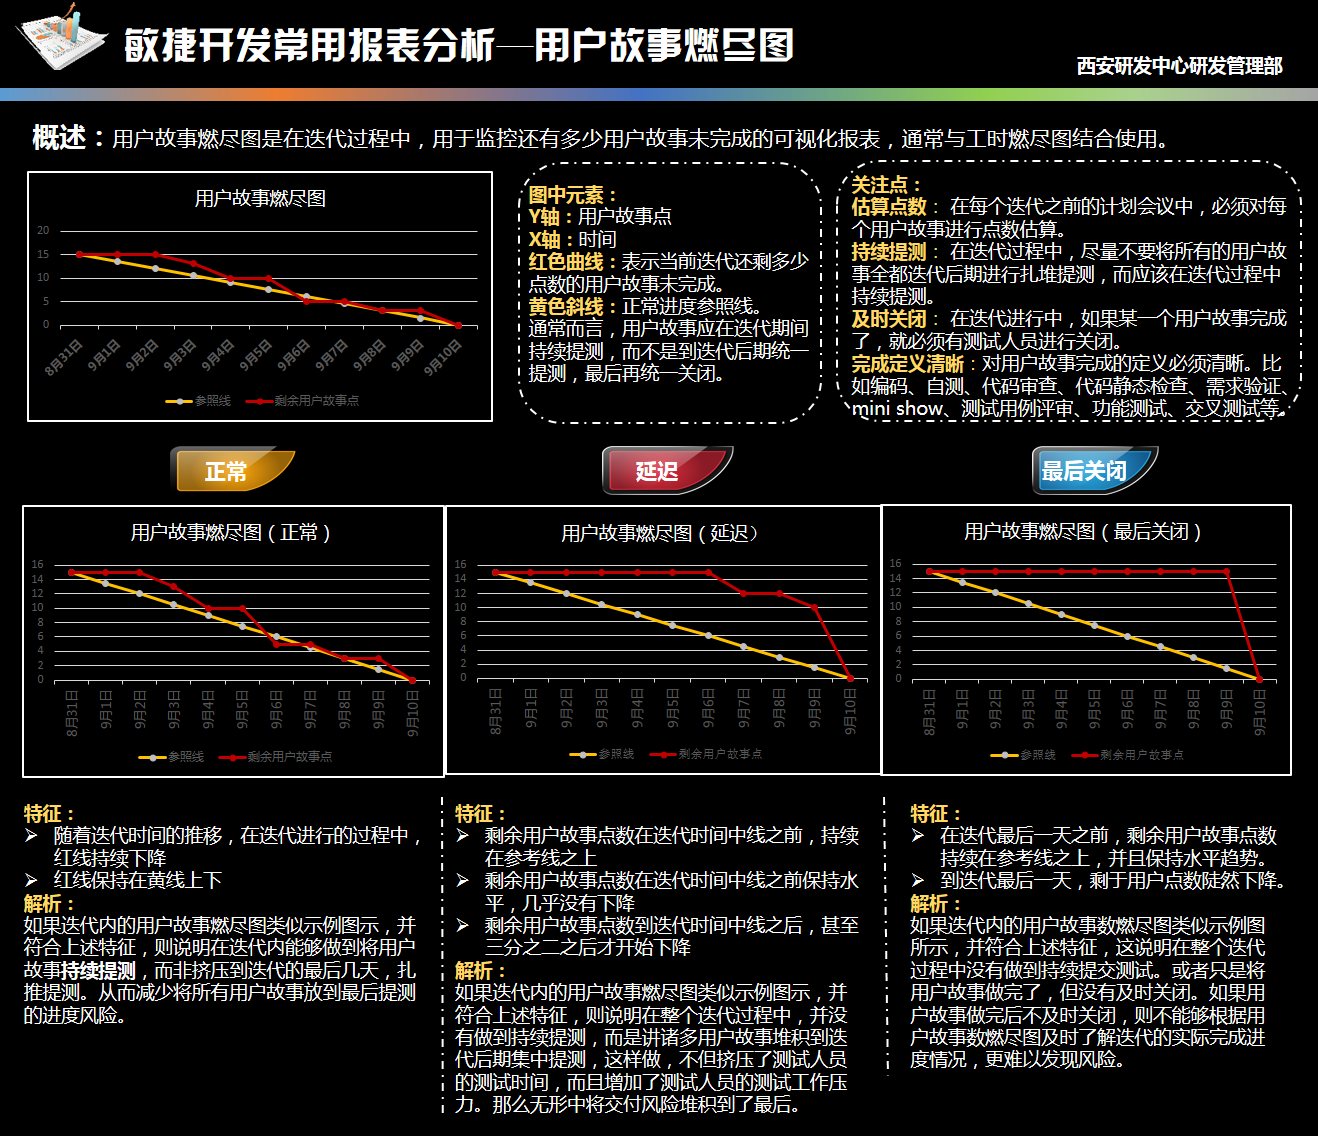 敏捷开发常用报表分析—用户故事燃尽图
西安研发中心研发管理部
概述：用户故事燃尽图是在迭代过程中，用于监控还有多少用户故事未完成的可视化报表，通常与工时燃尽图结合使用。
用户故事燃尽图
20
15
10
5
0
8月31日 9月1日 9月2日 9月3日 9月4日 9月5日 9月6日 9月7日 9月8日 9月9日 9月10日
参照线 剩余用户故事点
图中元素：
Y轴：用户故事点
X轴：时间
红色曲线：表示当前迭代还剩多少
点数的用户故事未完成。
黄色斜线：正常进度参照线。
通常而言，用户故事应在迭代期间
持续提测，而不是到迭代后期统一
提测，最后再统一关闭。
关注点：
估算点数： 在每个迭代之前的计划会议中，必须对每
个用户故事进行点数估算。
持续提测： 在迭代过程中，尽量不要将所有的用户故
事全都迭代后期进行扎堆提测，而应该在迭代过程中
持续提测。
及时关闭： 在迭代进行中，如果某一个用户故事完成
了，就必须有测试人员进行关闭。
完成定义清晰：对用户故事完成的定义必须清晰。比
如编码、自测、代码审查、代码静态检查、需求验证、
mini show、测试用例评审、功能测试、交叉测试等。
正常
延迟
最后关闭
用户故事燃尽图（正常）
16
14
12
10
8
6
4
2
0
8月31日 9月1日 9月2日 9月3日 9月4日 9月5日 9月6日 9月7日 9月8日 9月9日 9月10日
参照线 剩余用户故事点
用户故事燃尽图（延迟）
16
14
12
10
8
6
4
2
0
8月31日 9月1日 9月2日 9月3日 9月4日 9月5日 9月6日 9月7日 9月8日 9月9日 9月10日
参照线 剩余用户故事点
用户故事燃尽图（最后关闭）
16
14
12
10
8
6
4
2
0
8月31日 9月1日 9月2日 9月3日 9月4日 9月5日 9月6日 9月7日 9月8日 9月9日 9月10日
参照线 剩余用户故事点
特征：
➢ 随着迭代时间的推移，在迭代进行的过程中，
红线持续下降
➢ 红线保持在黄线上下
解析：
如果迭代内的用户故事燃尽图类似示例图示，并
符合上述特征，则说明在迭代内能够做到将用户
故事持续提测，而非挤压到迭代的最后几天，扎
推提测。从而减少将所有用户故事放到最后提测
的进度风险。
特征：
➢ 剩余用户故事点数在迭代时间中线之前，持续
在参考线之上
➢ 剩余用户故事点数在迭代时间中线之前保持水
平，几乎没有下降
➢ 剩余用户故事点数到迭代时间中线之后，甚至
三分之二之后才开始下降
解析：
如果迭代内的用户故事燃尽图类似示例图示，并
符合上述特征，则说明在整个迭代过程中，并没
有做到持续提测，而是讲诸多用户故事堆积到迭
代后期集中提测，这样做，不但挤压了测试人员
的测试时间，而且增加了测试人员的测试工作压
力。那么无形中将交付风险堆积到了最后。
特征：
➢ 在迭代最后一天之前，剩余用户故事点数
持续在参考线之上，并且保持水平趋势。
➢ 到迭代最后一天，剩于用户点数陡然下降。
解析：
如果迭代内的用户故事数燃尽图类似示例图
所示，并符合上述特征，这说明在整个迭代
过程中没有做到持续提交测试。或者只是将
用户故事做完了，但没有及时关闭。如果用
户故事做完后不及时关闭，则不能够根据用
户故事数燃尽图及时了解迭代的实际完成进
度情况，更难以发现风险。